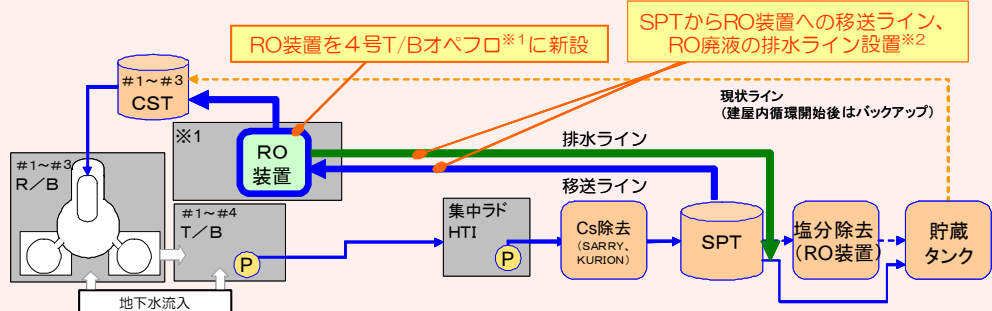 RO装置を４号T/Bオペフロ※1に新設
SPTからRO装置への移送ライン、
RO廃液の排水ライン設置※2
#1～#3
CST
現状ライン
(建屋内循環開始後はバックアップ)
※1
RO
装置
排水ライン
移送ライン
#1～#3
R／B
#1～#4
T／B
P
集中ラド
HTI
P
Cs除去
(SARRY、
KURION)
SPT
塩分除去
(RO装置)
貯蔵
タンク
地下水流入